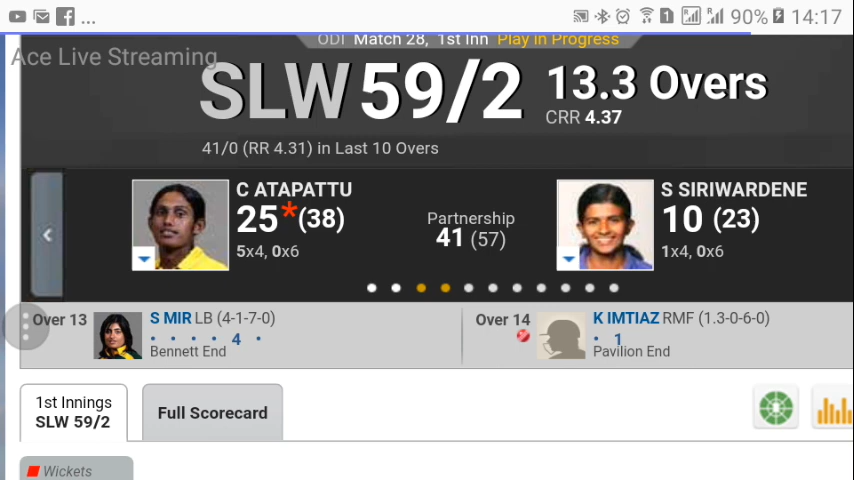 ... 90% 14:17
Ace Live Streaming
ODI Match 28, 1st Inn Play in Progress
SLW 59/2 13.3 Overs
CRR 4.37
41/0 (RR 4.31) in Last 10 Overs
C ATAPATTU
25*(38)
5x4, 0x6
Partnership
41 (57)
S SIRIWARDENE
10 (23)
1x4, 0x6
Over 13
S MIR LB (4-1-7-0)
• • • • 4 •
Bennett End
Over 14
K IMTIAZ RMF (1.3-0-6-0)
• 1
Pavilion End
1st Innings
SLW 59/2
Full Scorecard
Wickets